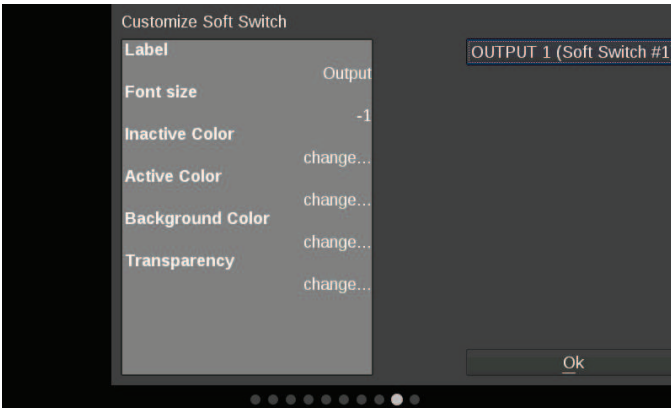 Customize Soft Switch
Label
OUTPUT 1 (Soft Switch #1
Output
Font size
-1
Inactive Color
change...
Active Color
change...
Background Color
change...
Transparency
change...
Ok